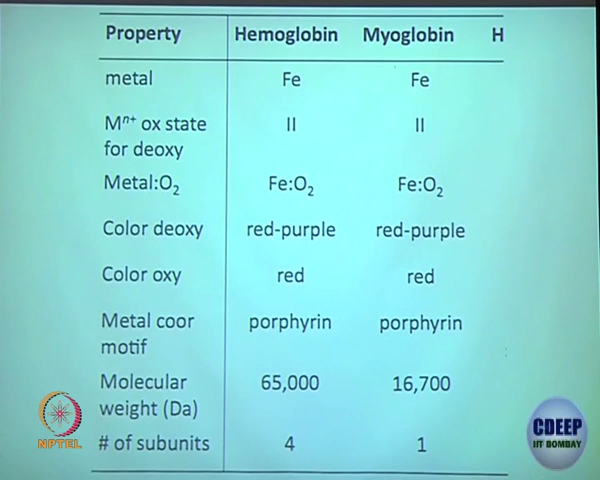 Property Hemoglobin Myoglobin H
metal Fe Fe
Mⁿ⁺ ox state II II
for deoxy
Metal:O₂ Fe:O₂ Fe:O₂
Color deoxy red-purple red-purple
Color oxy red red
Metal coor porphyrin porphyrin
motif
Molecular 65,000 16,700
weight (Da)
# of subunits 4 1
NPTEL
CDEEP
IIT BOMBAY